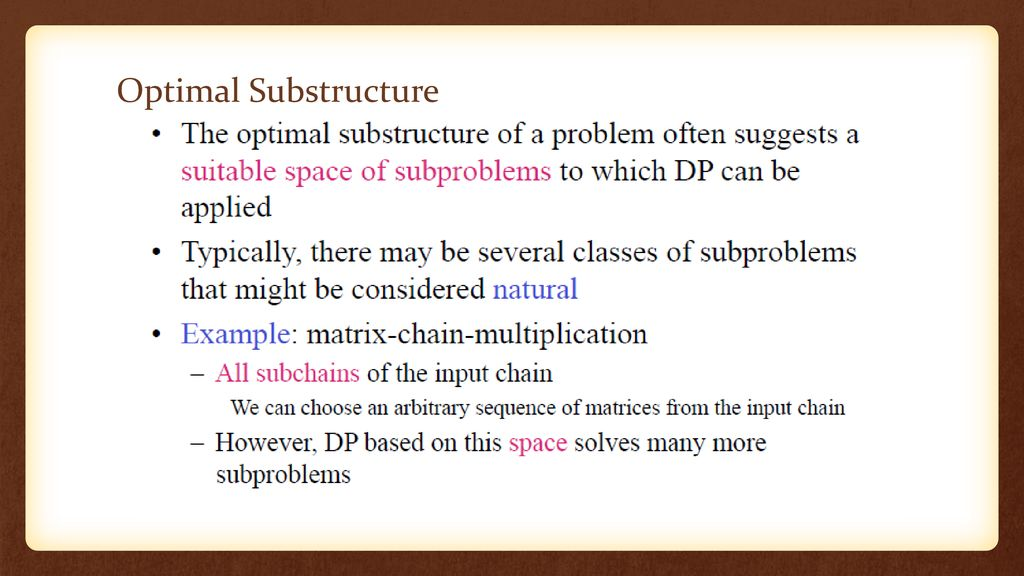 Optimal Substructure
• The optimal substructure of a problem often suggests a
suitable space of subproblems to which DP can be
applied
• Typically, there may be several classes of subproblems
that might be considered natural
• Example: matrix-chain-multiplication
– All subchains of the input chain
We can choose an arbitrary sequence of matrices from the input chain
– However, DP based on this space solves many more
subproblems